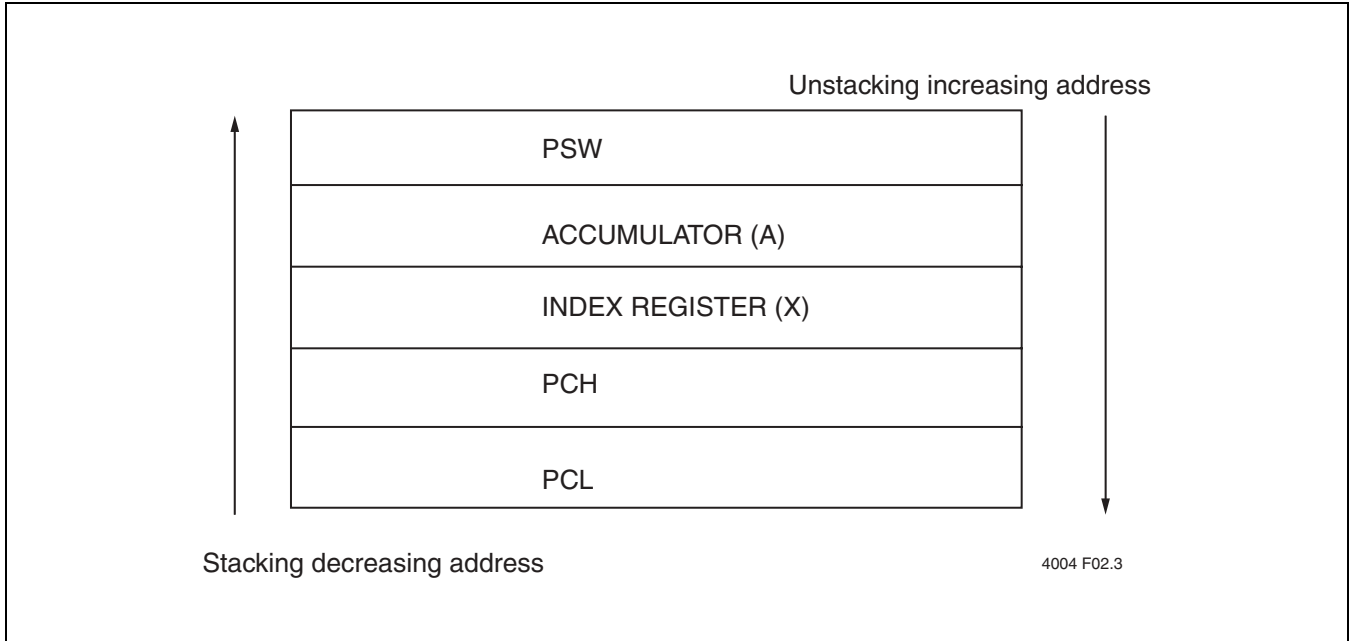 Unstacking increasing address
PSW
ACCUMULATOR (A)
INDEX REGISTER (X)
PCH
PCL
Stacking decreasing address
4004 F02.3